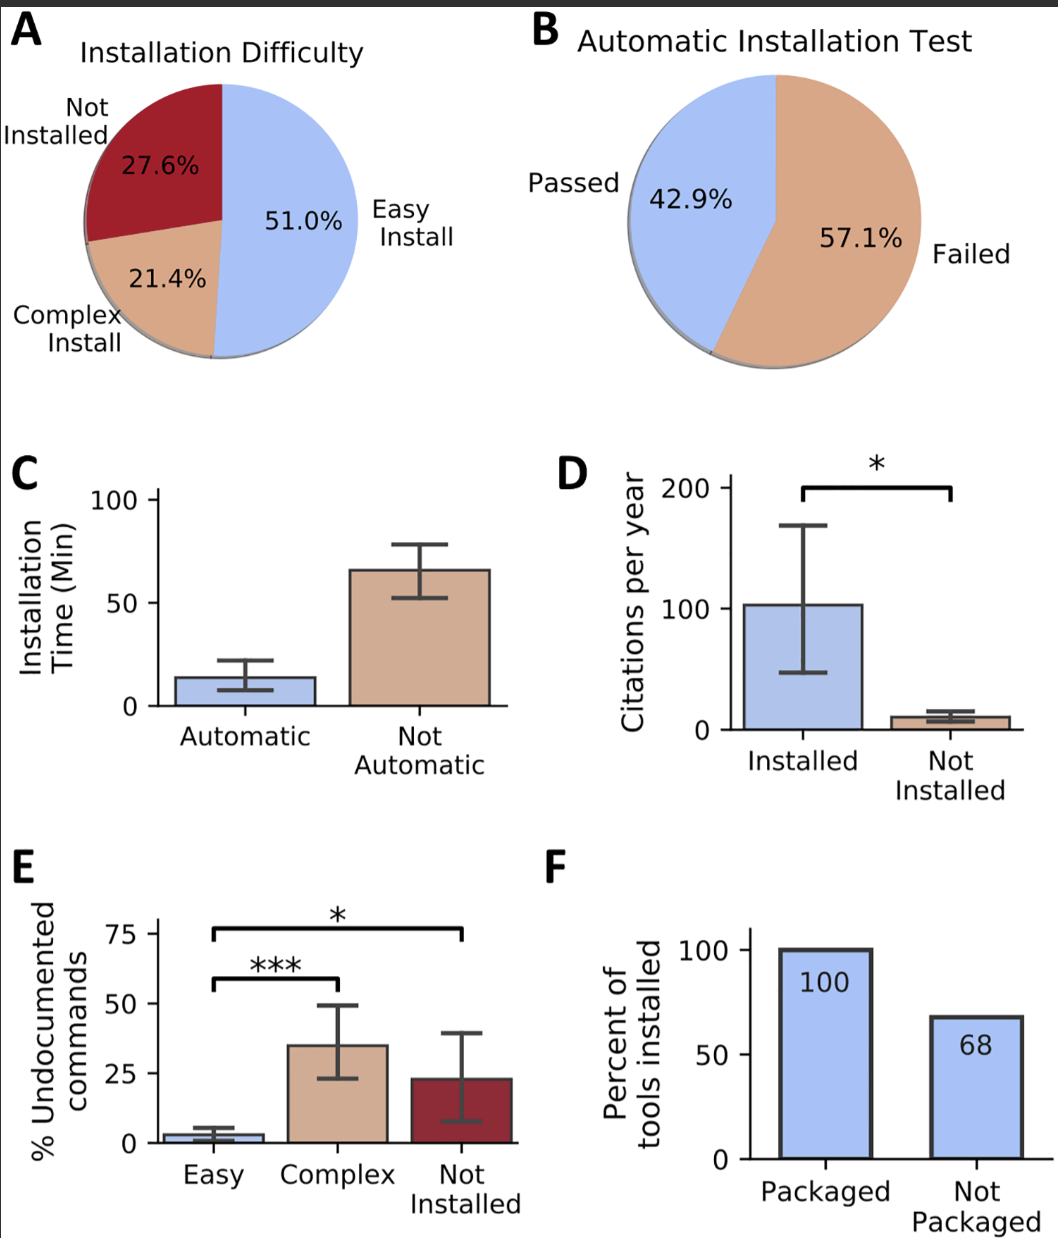 A
Installation Difficulty
Not
Installed
27.6%
51.0%
Easy
Install
21.4%
Complex
Install
B
Automatic Installation Test
Passed
42.9%
57.1%
Failed
C
Installation
Time (Min)
100
50
0
Automatic
Not
Automatic
D
Citations per year
200
100
0
*
Installed
Not
Installed
E
% Undocumented
commands
75
50
25
0
*
***
Easy
Complex
Not
Installed
F
Percent of
tools installed
100
50
0
100
68
Packaged
Not
Packaged